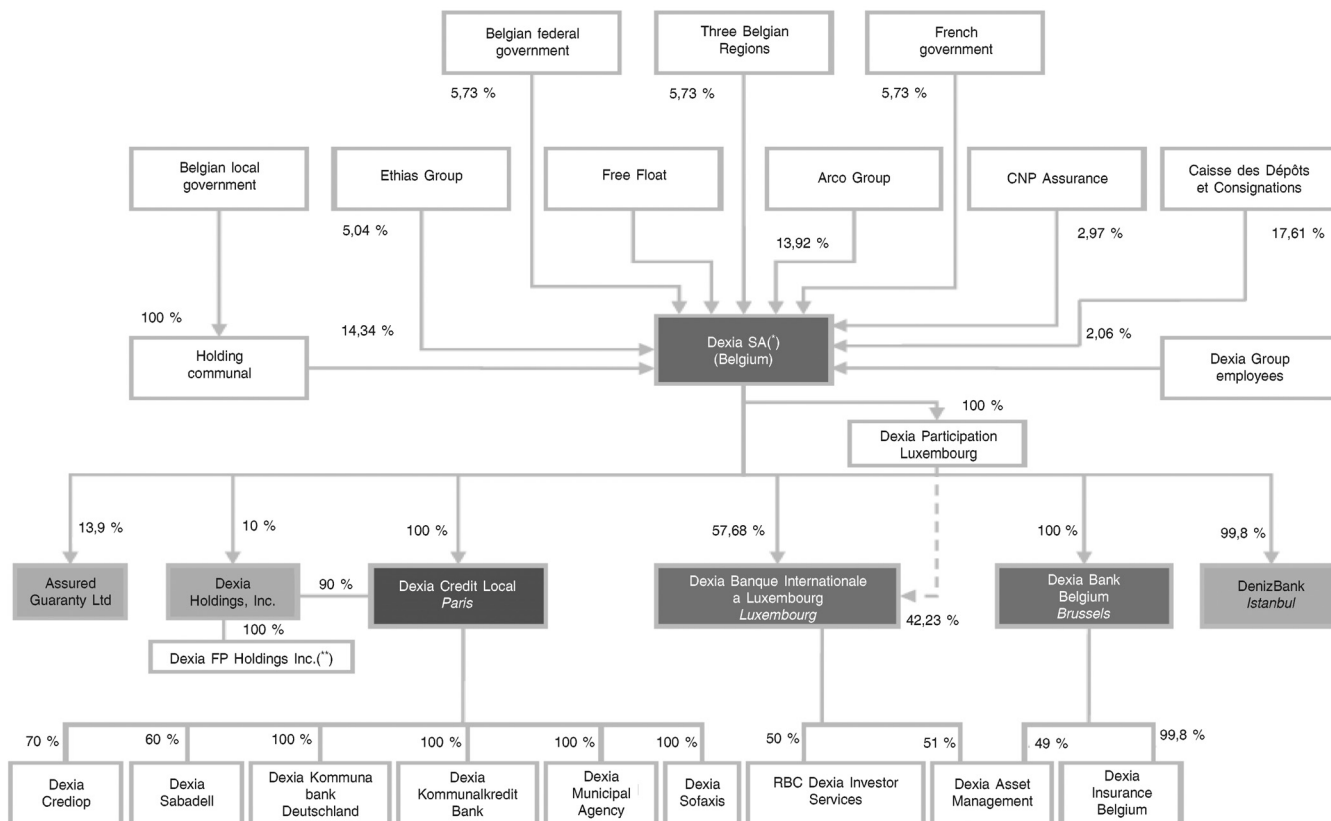 Belgian federal
government
Three Belgian
Regions
French
government
5,73 %
5,73 %
5,73 %
Belgian local
government
Ethias Group
Free Float
Arco Group
CNP Assurance
Caisse des Dépôts
et Consignations
5,04 %
13,92 %
2,97 %
17,61 %
100 %
14,34 %
2,06 %
Holding
communal
Dexia SA(*)
(Belgium)
Dexia Group
employees
100 %
Dexia Participation
Luxembourg
13,9 %
10 %
100 %
57,68 %
100 %
99,8 %
Assured
Guaranty Ltd
Dexia
Holdings, Inc.
90 %
Dexia Credit Local
Paris
Dexia Banque Internationale
a Luxembourg
Luxembourg
42,23 %
Dexia Bank
Belgium
Brussels
DenizBank
Istanbul
100 %
Dexia FP Holdings Inc.(**)
70 %
60 %
100 %
100 %
100 %
100 %
50 %
51 %
49 %
99,8 %
Dexia
Crediop
Dexia
Sabadell
Dexia Kommuna
bank
Deutschland
Dexia
Kommunalkredit
Bank
Dexia
Municipal
Agency
Dexia
Sofaxis
RBC Dexia Investor
Services
Dexia Asset
Management
Dexia
Insurance
Belgium